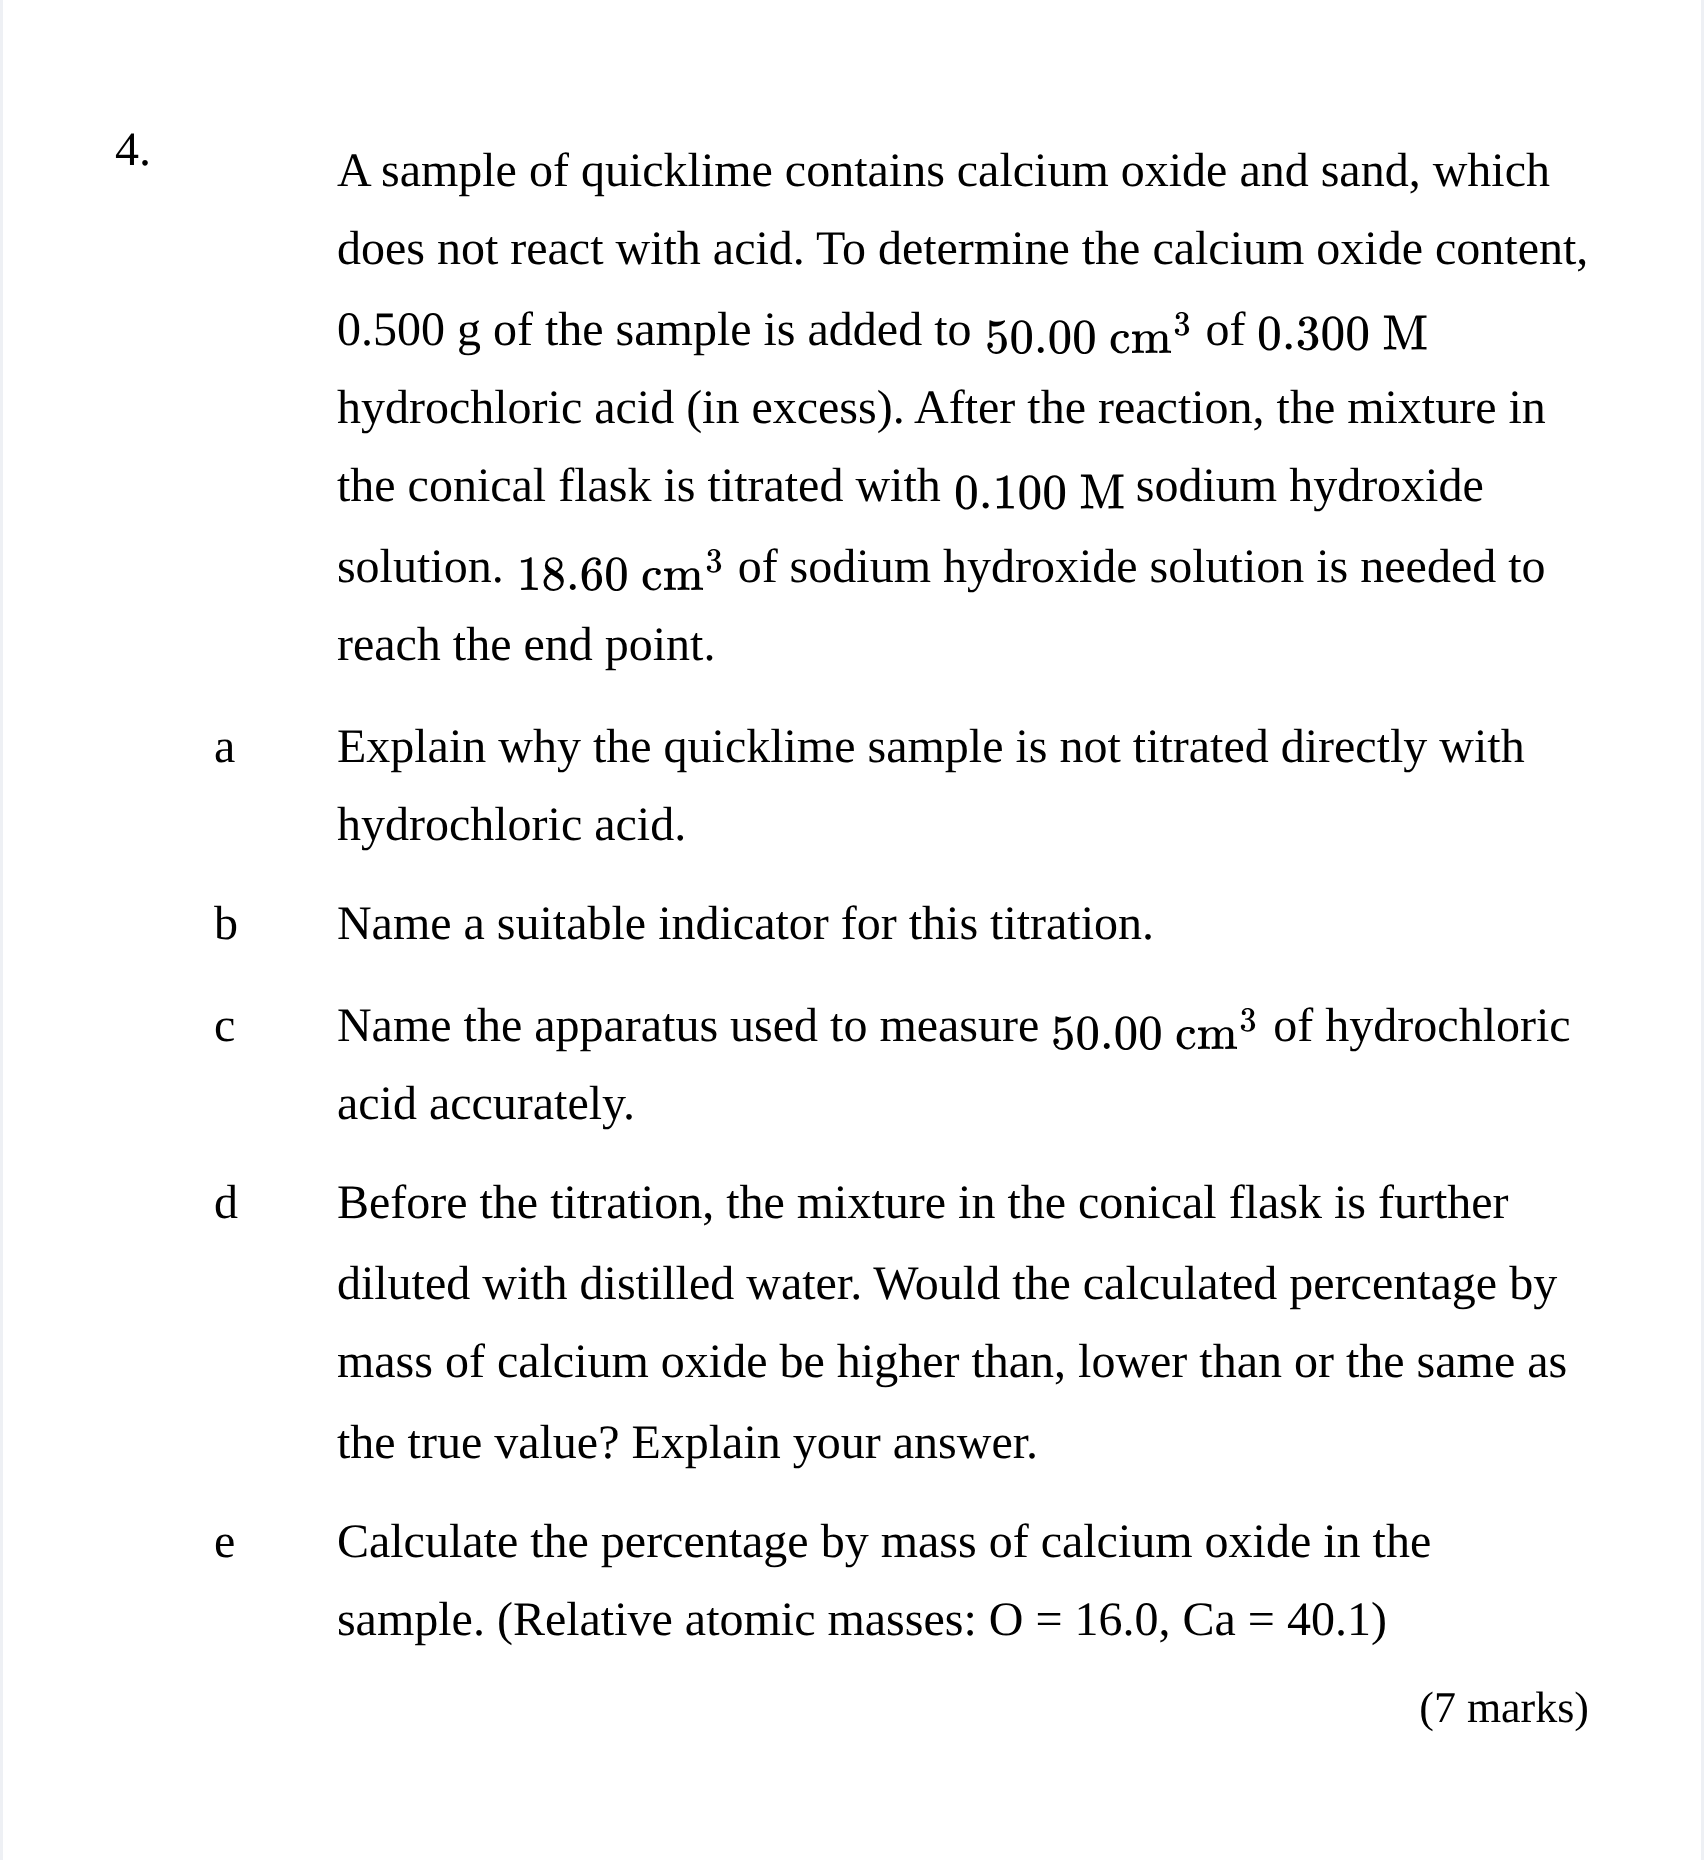 4.
A sample of quicklime contains calcium oxide and sand, which
does not react with acid. To determine the calcium oxide content,
0.500 g of the sample is added to 50.00 cm³ of 0.300 M
hydrochloric acid (in excess). After the reaction, the mixture in
the conical flask is titrated with 0.100 M sodium hydroxide
solution. 18.60 cm³ of sodium hydroxide solution is needed to
reach the end point.
a Explain why the quicklime sample is not titrated directly with
hydrochloric acid.
b Name a suitable indicator for this titration.
c Name the apparatus used to measure 50.00 cm³ of hydrochloric
acid accurately.
d Before the titration, the mixture in the conical flask is further
diluted with distilled water. Would the calculated percentage by
mass of calcium oxide be higher than, lower than or the same as
the true value? Explain your answer.
e Calculate the percentage by mass of calcium oxide in the
sample. (Relative atomic masses: O = 16.0, Ca = 40.1)
(7 marks)